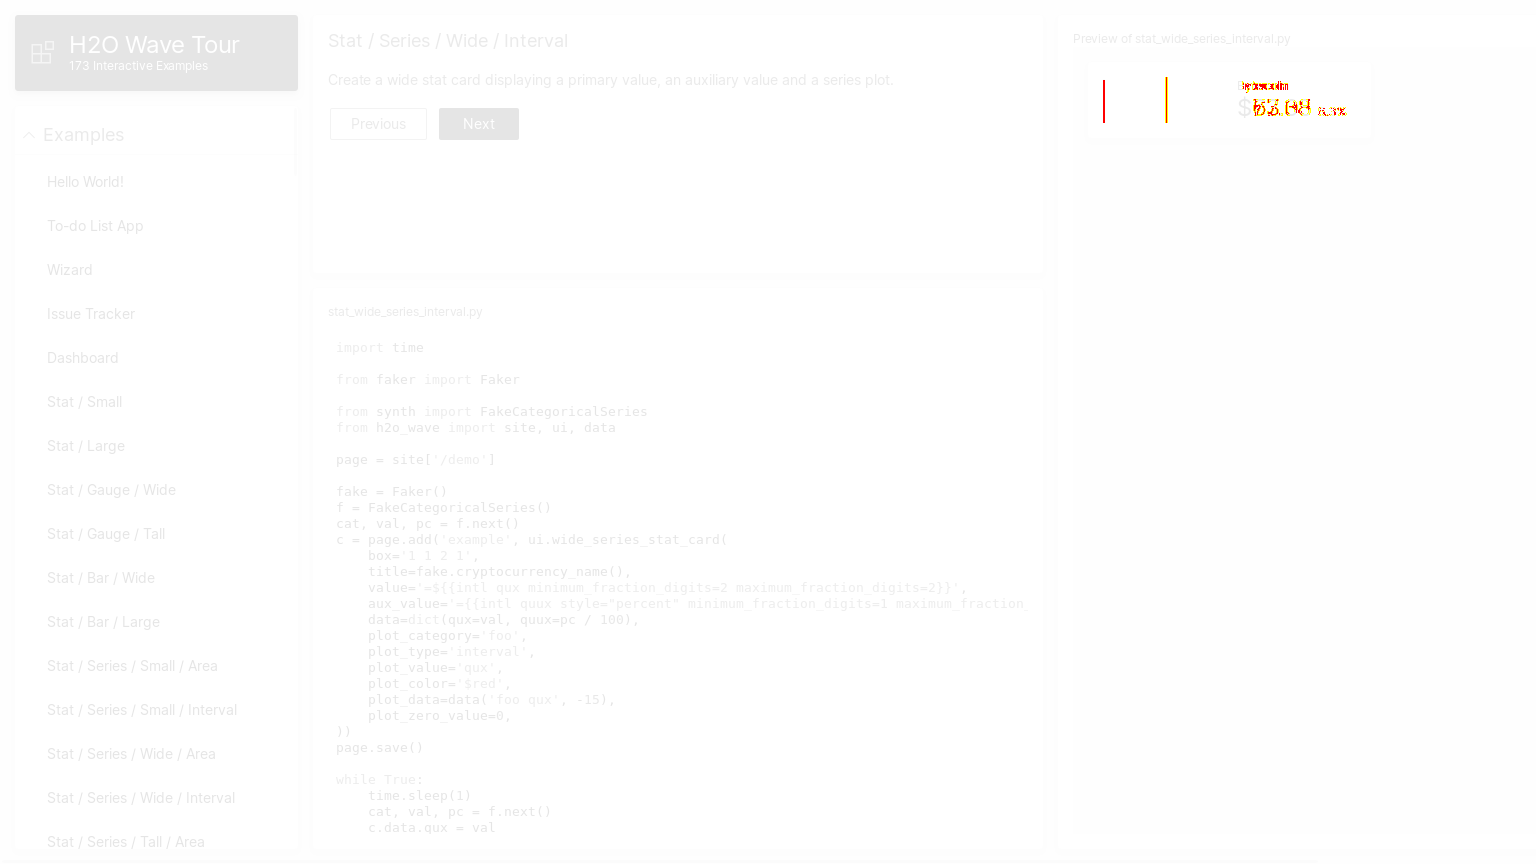 H2O Wave Tour
173 Interactive Examples
Examples
Hello World!
To-do List App
Wizard
Issue Tracker
Dashboard
Stat / Small
Stat / Large
Stat / Gauge / Wide
Stat / Gauge / Tall
Stat / Bar / Wide
Stat / Bar / Large
Stat / Series / Small / Area
Stat / Series / Small / Interval
Stat / Series / Wide / Area
Stat / Series / Wide / Interval
Stat / Series / Tall / Area
Stat / Series / Wide / Interval
Create a wide stat card displaying a primary value, an auxiliary value and a series plot.
Previous Next
stat_wide_series_interval.py
import time
from faker import Faker
from synth import FakeCategoricalSeries
from h2o_wave import site, ui, data
page = site['/demo']
fake = Faker()
f = FakeCategoricalSeries()
cat, val, pc = f.next()
c = page.add('example', ui.wide_series_stat_card(
    box='1 1 2 1',
    title=fake.cryptocurrency_name(),
    value='=${{intl qux minimum_fraction_digits=2 maximum_fraction_digits=2}}',
    aux_value='={{intl quux style="percent" minimum_fraction_digits=1 maximum_fraction_
    data=dict(qux=val, quux=pc / 100),
    plot_category='foo',
    plot_type='interval',
    plot_value='qux',
    plot_color='$red',
    plot_data=data('foo qux', -15),
    plot_zero_value=0,
))
page.save()
while True:
    time.sleep(1)
    cat, val, pc = f.next()
    c.data.qux = val
Preview of stat_wide_series_interval.py
$